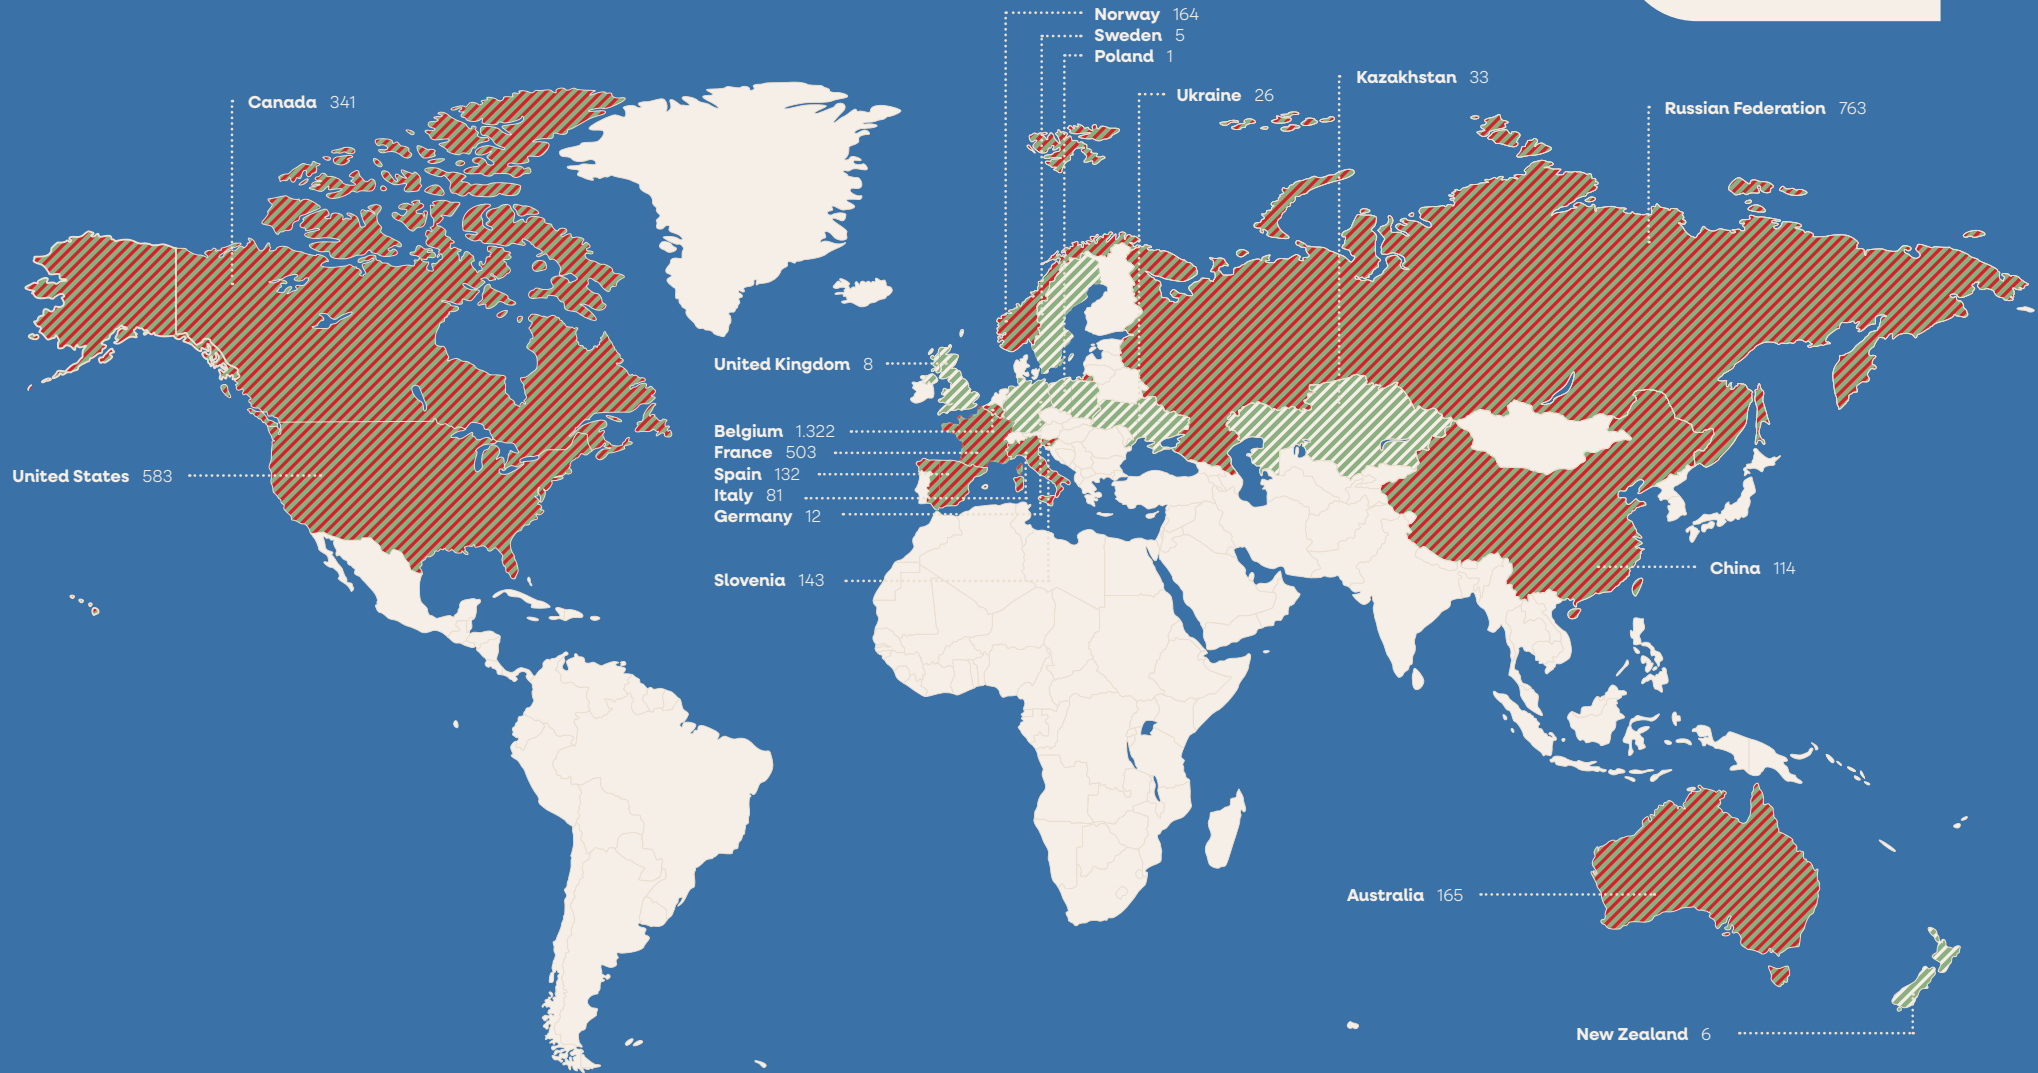 Norway 164
Sweden 5
Poland 1
Kazakhstan 33
Ukraine 26
Canada 341
Russian Federation 763
United Kingdom 8
Belgium 1.322
France 503
Spain 132
United States 583
Italy 81
Germany 12
China 114
Slovenia 143
Australia 165
New Zealand 6